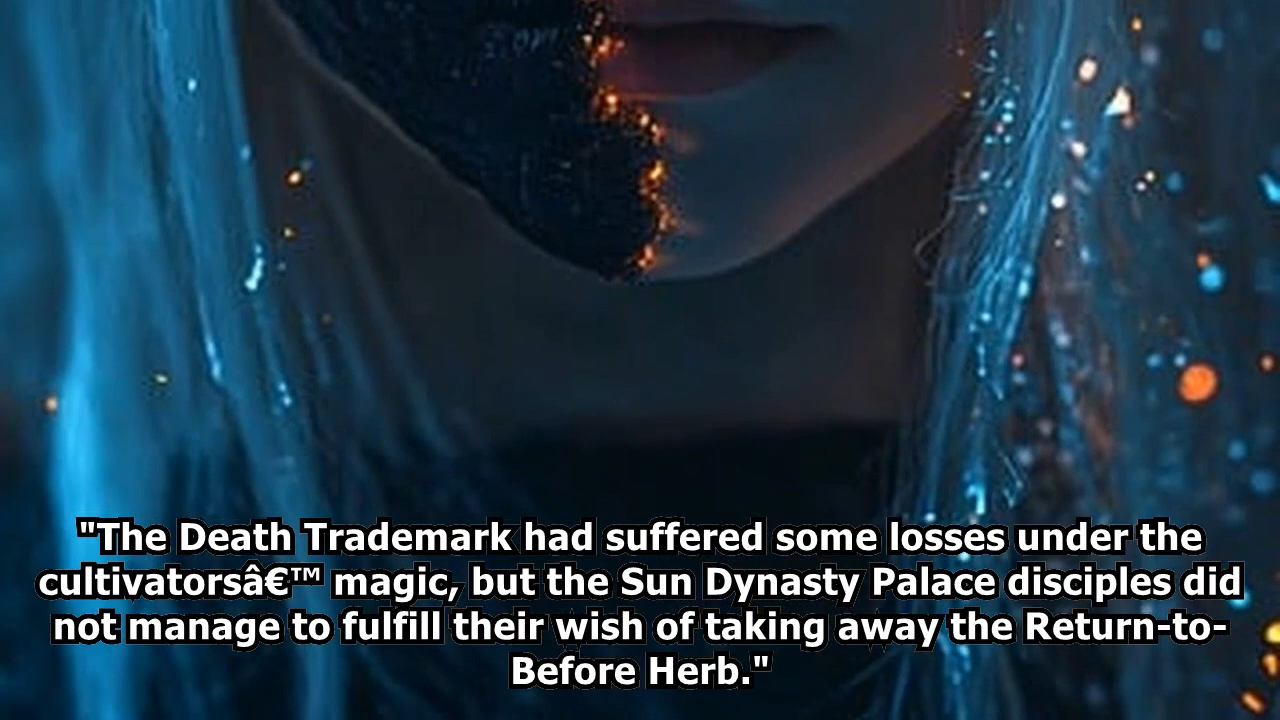 "The Death Trademark had suffered some losses under the
cultivatorsâ€™ magic, but the Sun Dynasty Palace disciples did
not manage to fulfill their wish of taking away the Return-to-
Before Herb."